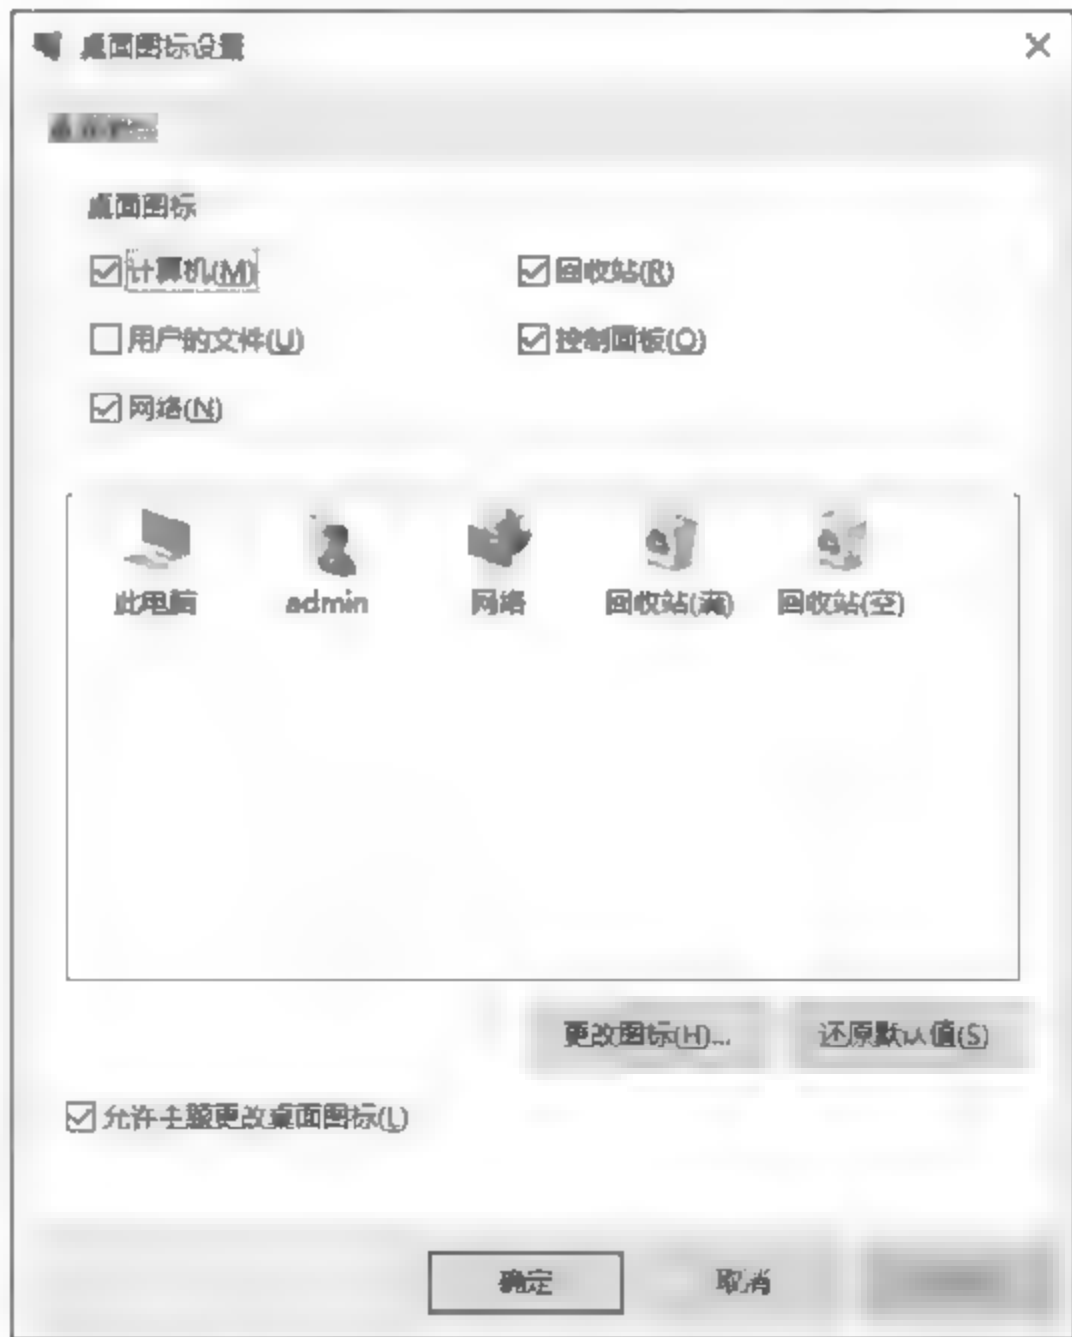 桌面图标设置
桌面图标
计算机(M) 回收站(R)
用户的文件(U) 控制面板(O)
网络(N)
此电脑 admin 网络 回收站(满) 回收站(空)
更改图标(H)... 还原默认值(S)
允许主题更改桌面图标(L)
确定 取消